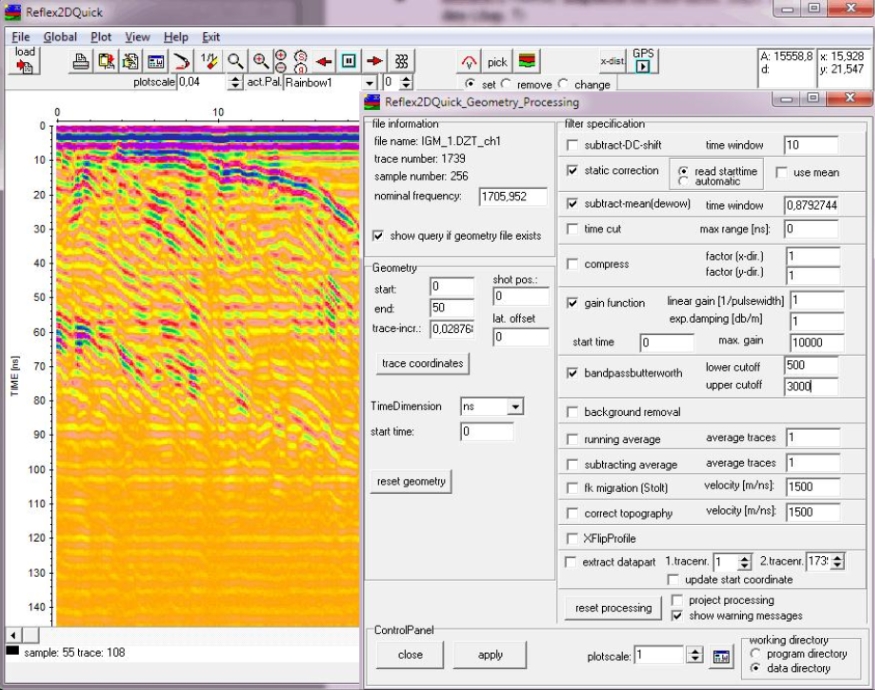 Reflex2DQuick
File Global Plot View Help Exit
load
1/2
pick
x-dist.
GPS
A: 15558,8
d:
x: 15,928
y: 21,547
plotscale 0,04 act.Pal. Rainbow1 0
set remove change
0 10
0
10
20
30
40
50
60
70
80
90
100
110
120
130
140
TIME [ns]
sample: 55 trace: 108
Reflex2DQuick_Geometry_Processing
file information
file name: IGM_1.DZT_ch1
trace number: 1739
sample number: 256
nominal frequency: 1705,952
show query if geometry file exists
Geometry
start: 0
end: 50
trace-incr.: 0,02876
shot pos.:
0
lat. offset
0
trace coordinates
TimeDimension ns
start time: 0
reset geometry
filter specification
subtract-DC-shift time window 10
static correction read starttime use mean
automatic
subtract-mean(dewow) time window 0,8792744
time cut max range [ns]: 0
compress factor (x-dir.) 1
factor (y-dir.) 1
gain function linear gain [1/pulsewidth] 1
exp.damping [db/m] 1
start time 0 max. gain 10000
bandpassbutterworth lower cutoff 500
upper cutoff 3000
background removal
running average average traces 1
subtracting average average traces 1
fk migration (Stolt) velocity [m/ns]: 1500
correct topography velocity [m/ns]: 1500
XFlipProfile
extract datapart 1.tracenr. 1 2.tracenr. 173
update start coordinate
reset processing project processing
show warning messages
ControlPanel
close apply plotscale: 1
working directory
program directory
data directory